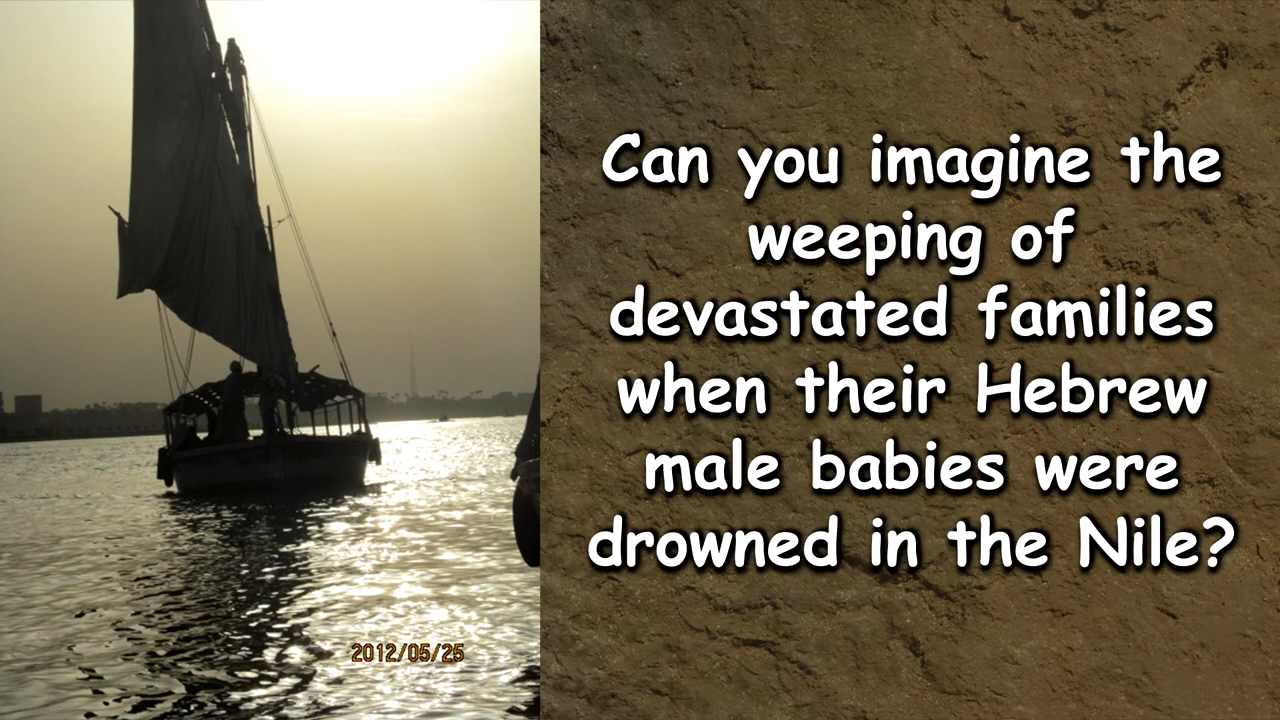 Can you imagine the
weeping of
devastated families
when their Hebrew
male babies were
drowned in the Nile?
2012/05/25